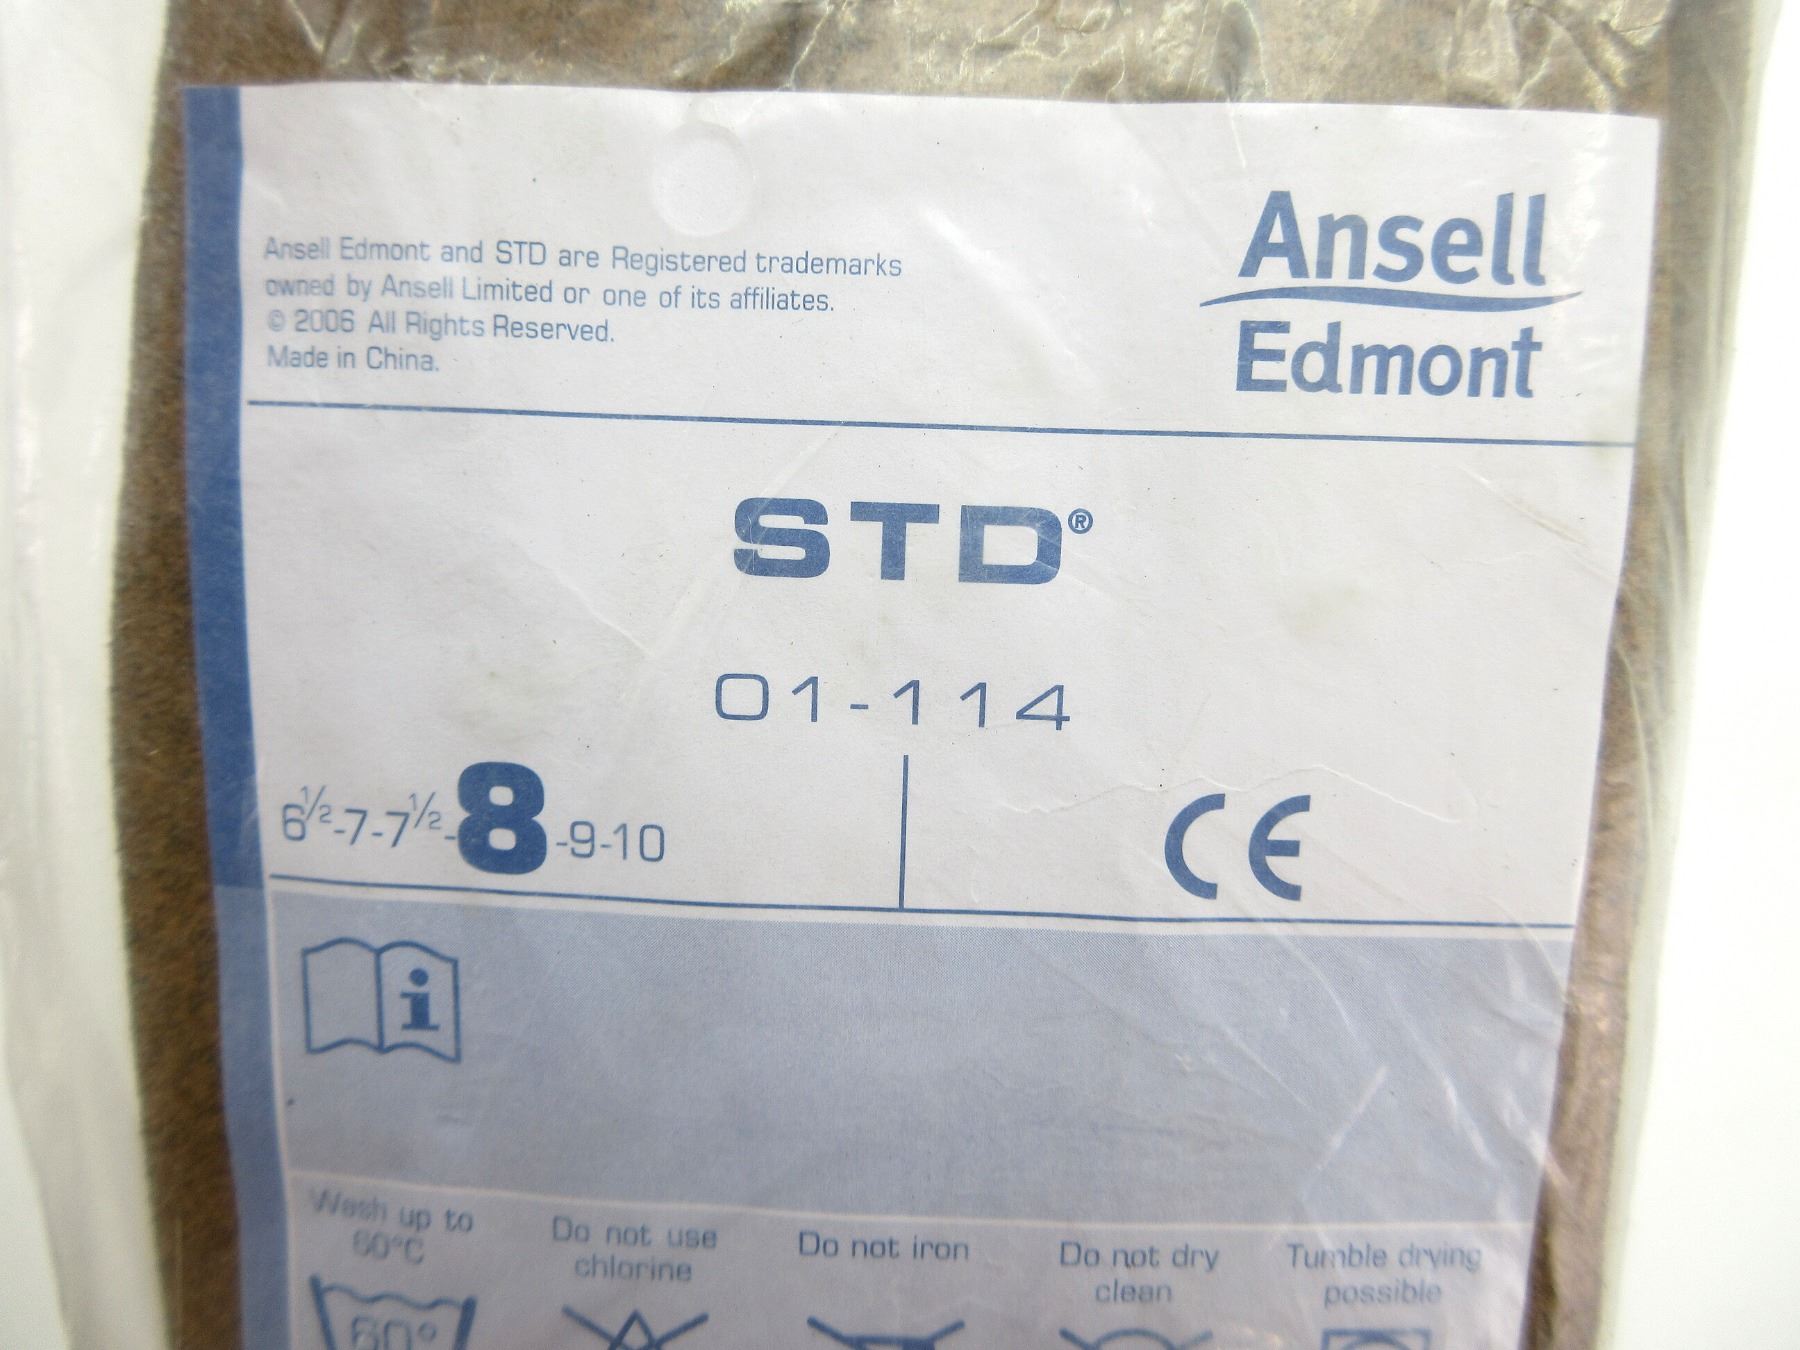 Ansell Edmont and STD are Registered trademarks
owned by Ansell Limited or one of its affiliates.
© 2006 All Rights Reserved.
Made in China.
Ansell
Edmont
STD®
01-114
6½-7-7½-8-9-10
CE
i
Wash up to
60°C
Do not use
chlorine
Do not iron
Do not dry
clean
Tumble drying
possible
60°